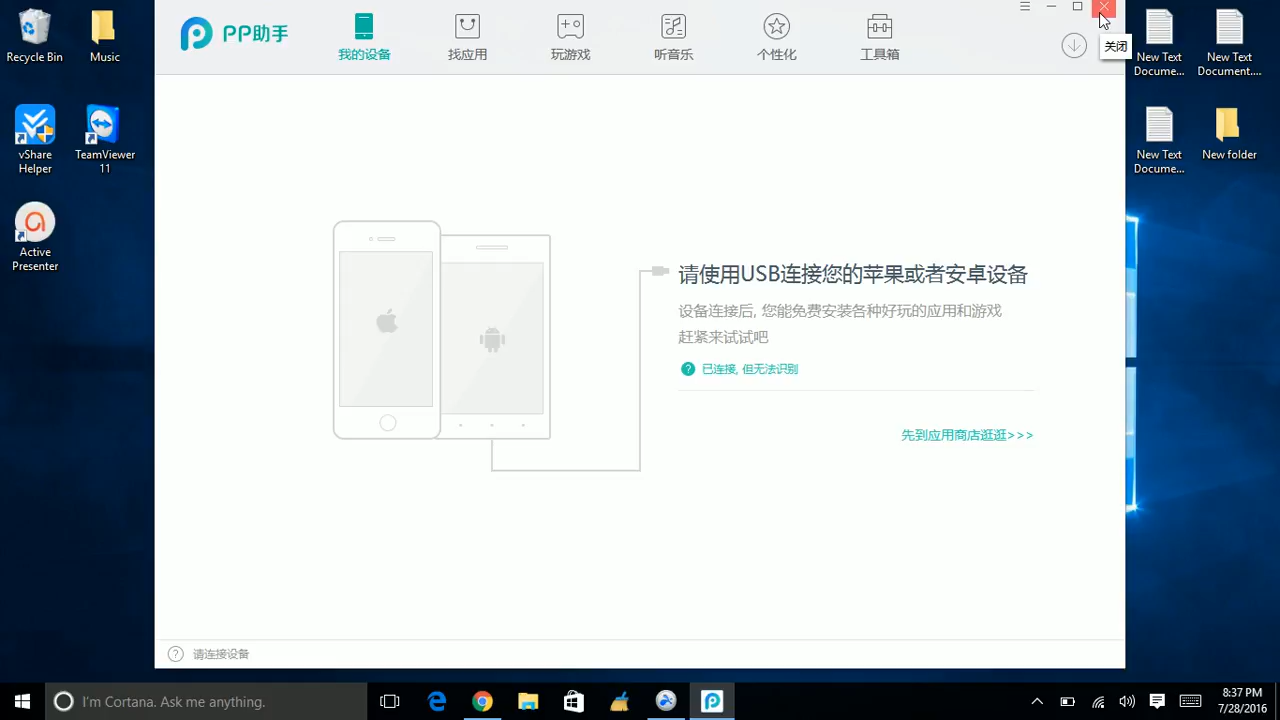 Recycle Bin
Music
vShare
Helper
TeamViewer
11
Active
Presenter
PP助手
我的设备
找应用
玩游戏
听音乐
个性化
工具箱
关闭
New Text
Docume...
New Text
Document....
New Text
Docume...
New folder
请使用USB连接您的苹果或者安卓设备
设备连接后, 您能免费安装各种好玩的应用和游戏
赶紧来试试吧
? 已连接, 但无法识别
先到应用商店逛逛>>>
? 请连接设备
I'm Cortana. Ask me anything.
8:37 PM
7/28/2016